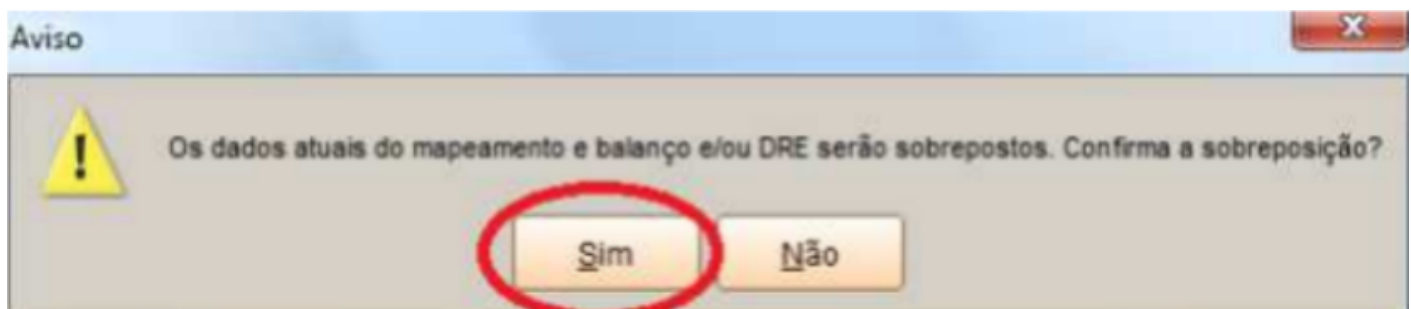 Aviso
Os dados atuais do mapeamento e balanço e/ou DRE serão sobrepostos. Confirma a sobreposição?
Sim
Não